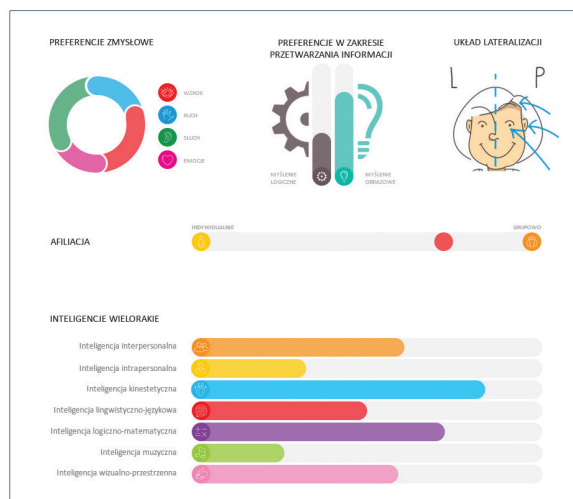 PREFERENCJE ZMYSŁOWE
WZROK
RUCH
SŁUCH
EMOCJE
PREFERENCJE W ZAKRESIE
PRZETWARZANIA INFORMACJI
MYŚLENIE
LOGICZNE
MYŚLENIE
OBRAZOWE
UKŁAD LATERALIZACJI
L P
AFILIACJA
INDYWIDUALNIE
GRUPOWO
INTELIGENCJE WIELORAKIE
Inteligencja interpersonalna
Inteligencja intrapersonalna
Inteligencja kinestetyczna
Inteligencja lingwistyczno-językowa
Inteligencja logiczno-matematyczna
Inteligencja muzyczna
Inteligencja wizualno-przestrzenna